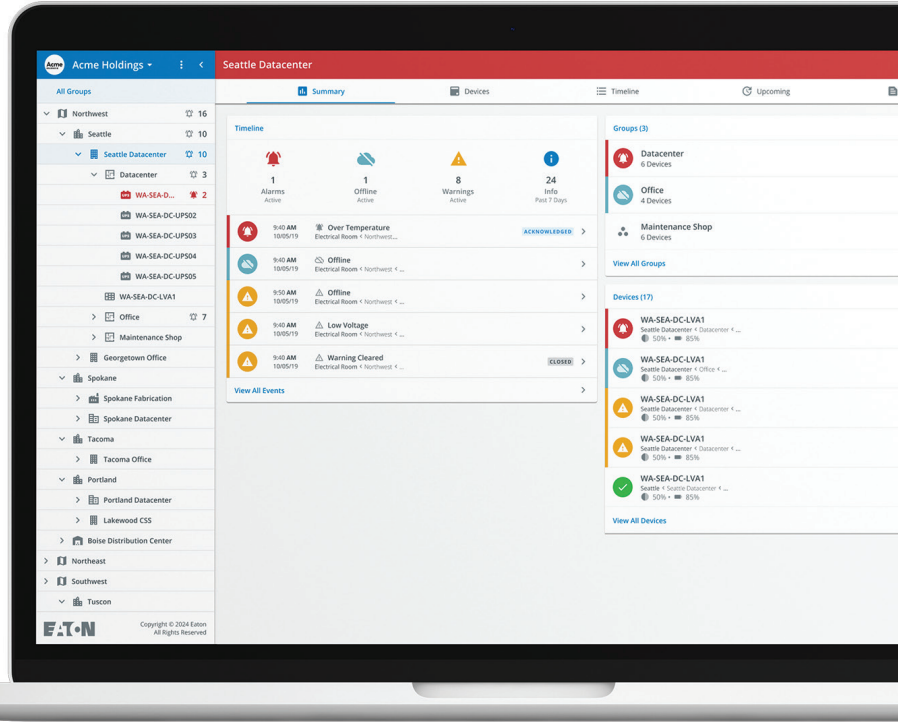 Acme
Acme Holdings
All Groups
Northwest 16
Seattle 10
Seattle Datacenter 10
Datacenter 3
WA-SEA-D... 2
WA-SEA-DC-UPS02
WA-SEA-DC-UPS03
WA-SEA-DC-UPS04
WA-SEA-DC-UPS05
WA-SEA-DC-LVA1
Office 7
Maintenance Shop
Georgetown Office
Spokane
Spokane Fabrication
Spokane Datacenter
Tacoma
Tacoma Office
Portland
Portland Datacenter
Lakewood CSS
Boise Distribution Center
Northeast
Southwest
Tuscon
EATON
Copyright © 2024 Eaton
All Rights Reserved
Seattle Datacenter
Summary
Devices
Timeline
Upcoming
Timeline
1
Alarms
Active
1
Offline
Active
8
Warnings
Active
24
Info
Past 7 Days
9:40 AM
10/05/19
Over Temperature
Electrical Room < Northwest...
ACKNOWLEDGED
9:40 AM
10/05/19
Offline
Electrical Room < Northwest < ...
9:50 AM
10/05/19
Offline
Electrical Room < Northwest < ...
9:40 AM
10/05/19
Low Voltage
Electrical Room < Northwest < ...
9:40 AM
10/05/19
Warning Cleared
Electrical Room < Northwest < ...
CLOSED
View All Events
Groups (3)
Datacenter
6 Devices
Office
4 Devices
Maintenance Shop
6 Devices
View All Groups
Devices (17)
WA-SEA-DC-LVA1
Seattle Datacenter < Datacenter < ...
50% • 85%
WA-SEA-DC-LVA1
Seattle Datacenter < Office < ...
50% • 85%
WA-SEA-DC-LVA1
Seattle Datacenter < Datacenter < ...
50% • 85%
WA-SEA-DC-LVA1
Seattle Datacenter < Datacenter < ...
50% • 85%
WA-SEA-DC-LVA1
Seattle < Seattle Datacenter < ...
50% • 85%
View All Devices